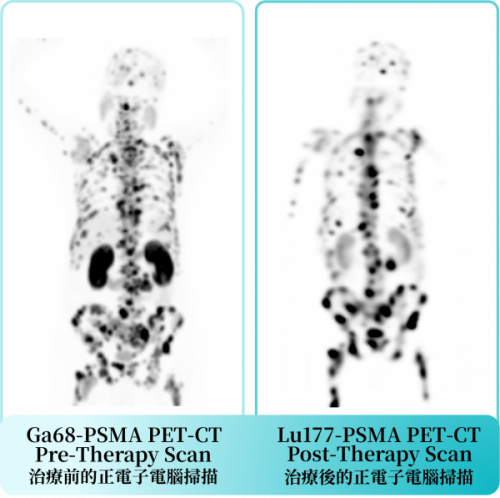 Ga68-PSMA PET-CT
Pre-Therapy Scan
治療前的正電子電腦掃描
Lu177-PSMA PET-CT
Post-Therapy Scan
治療後的正電子電腦掃描